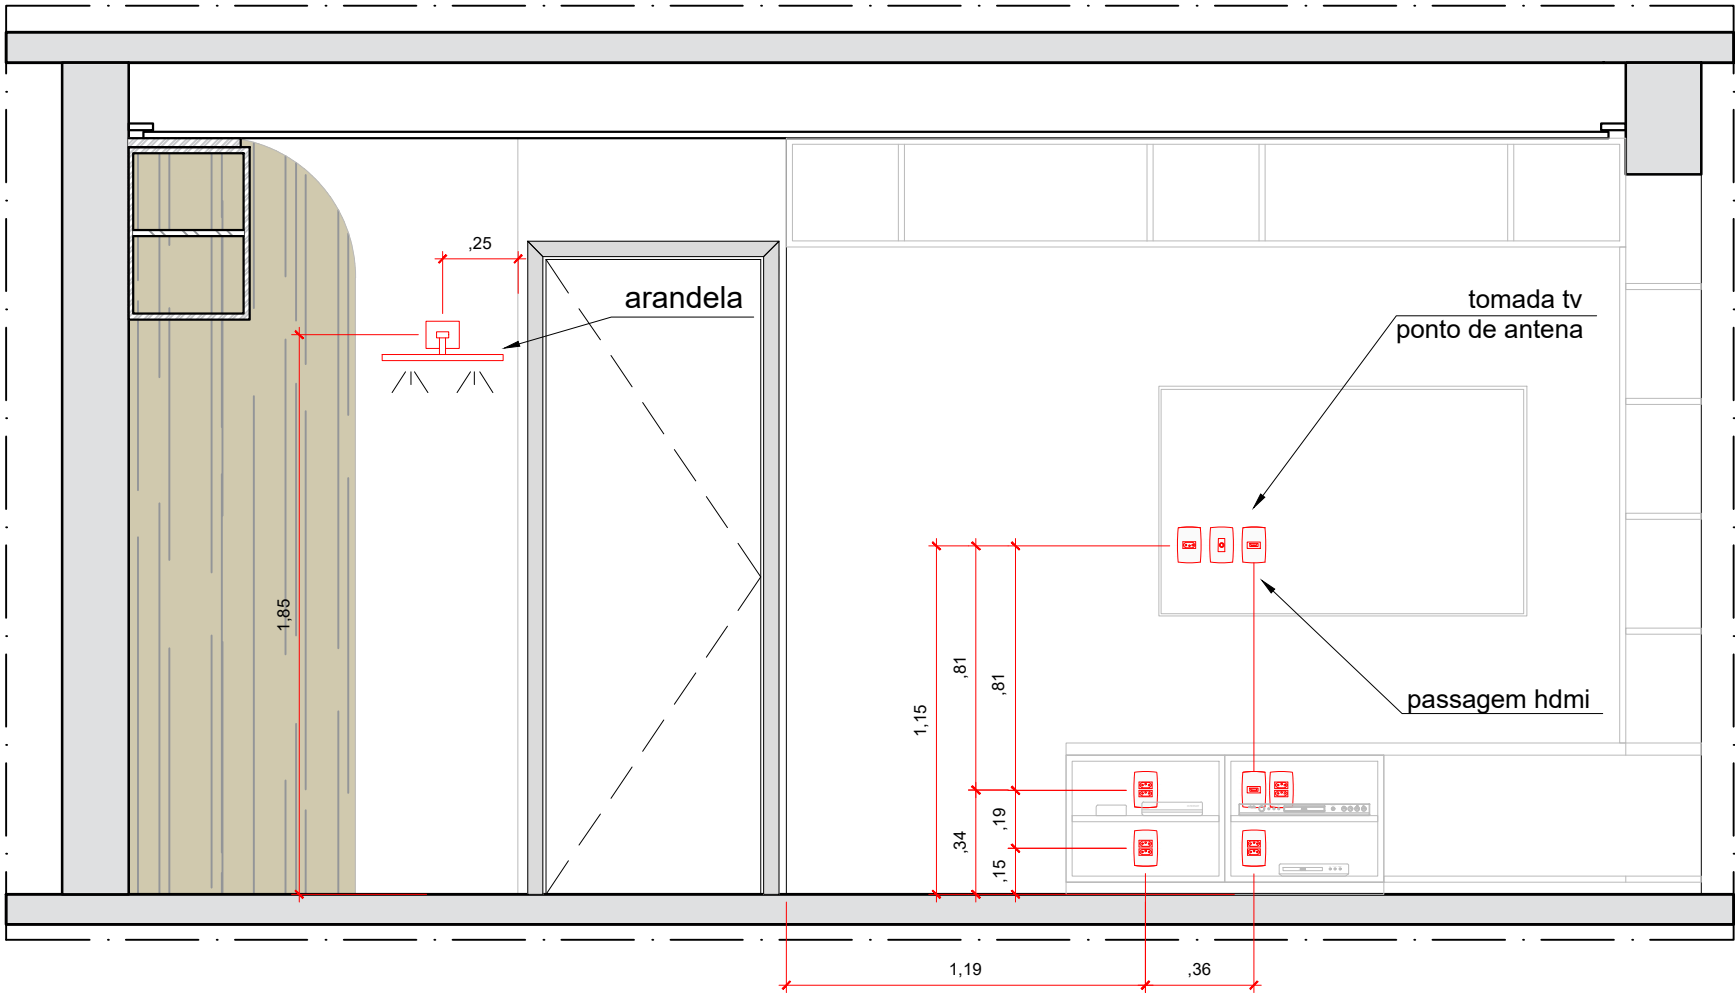 ,25
arandela
tomada tv
ponto de antena
1,85
,81
,81
1,15
passagem hdmi
,19
,34
,15
1,19
,36